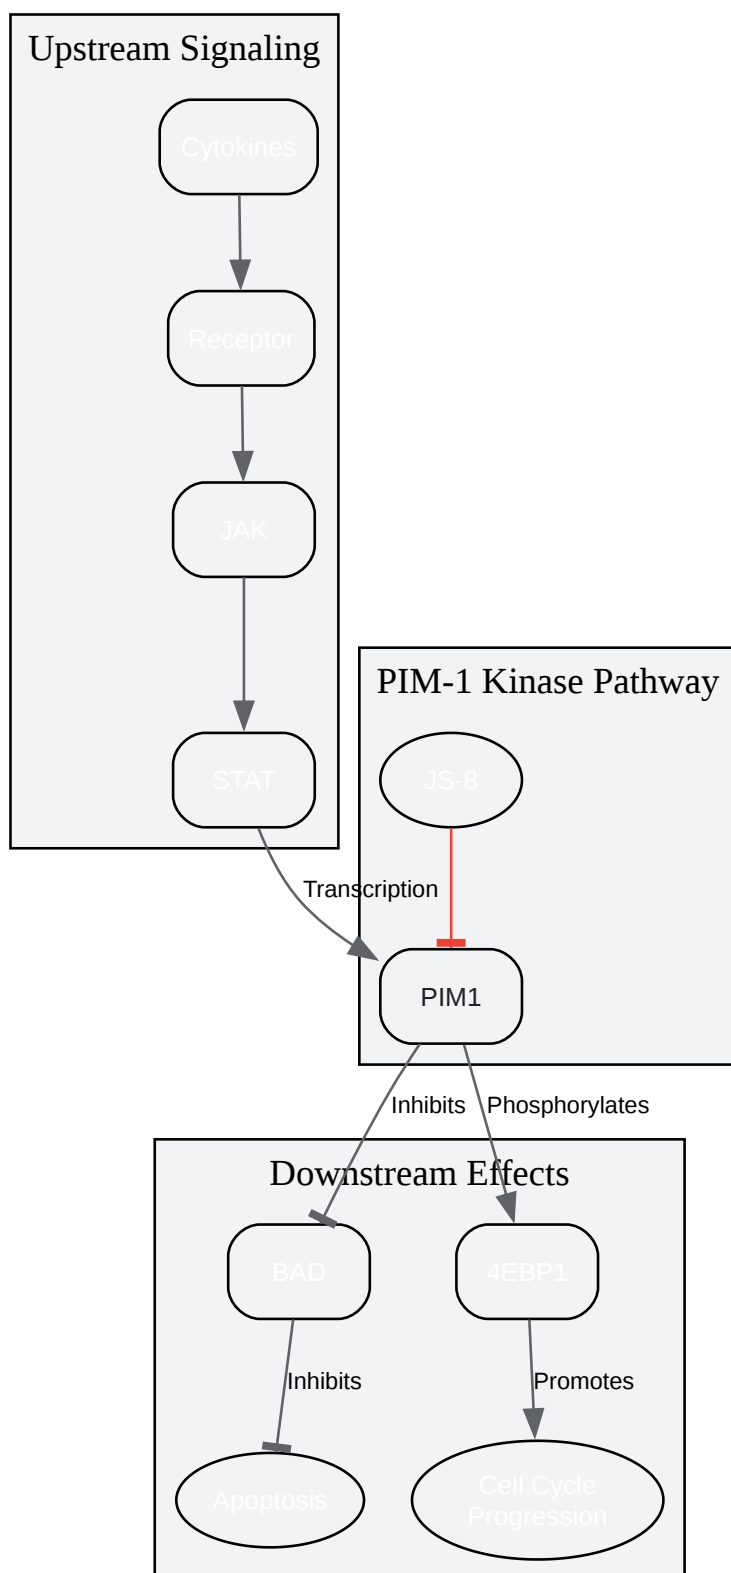 Upstream Signaling
Cytokines
Receptor
JAK
STAT
PIM-1 Kinase Pathway
JS-8
Transcription
PIM1
Inhibits
Phosphorylates
Downstream Effects
BAD
4EBP1
Inhibits
Promotes
Apoptosis
Cell Cycle
Progression